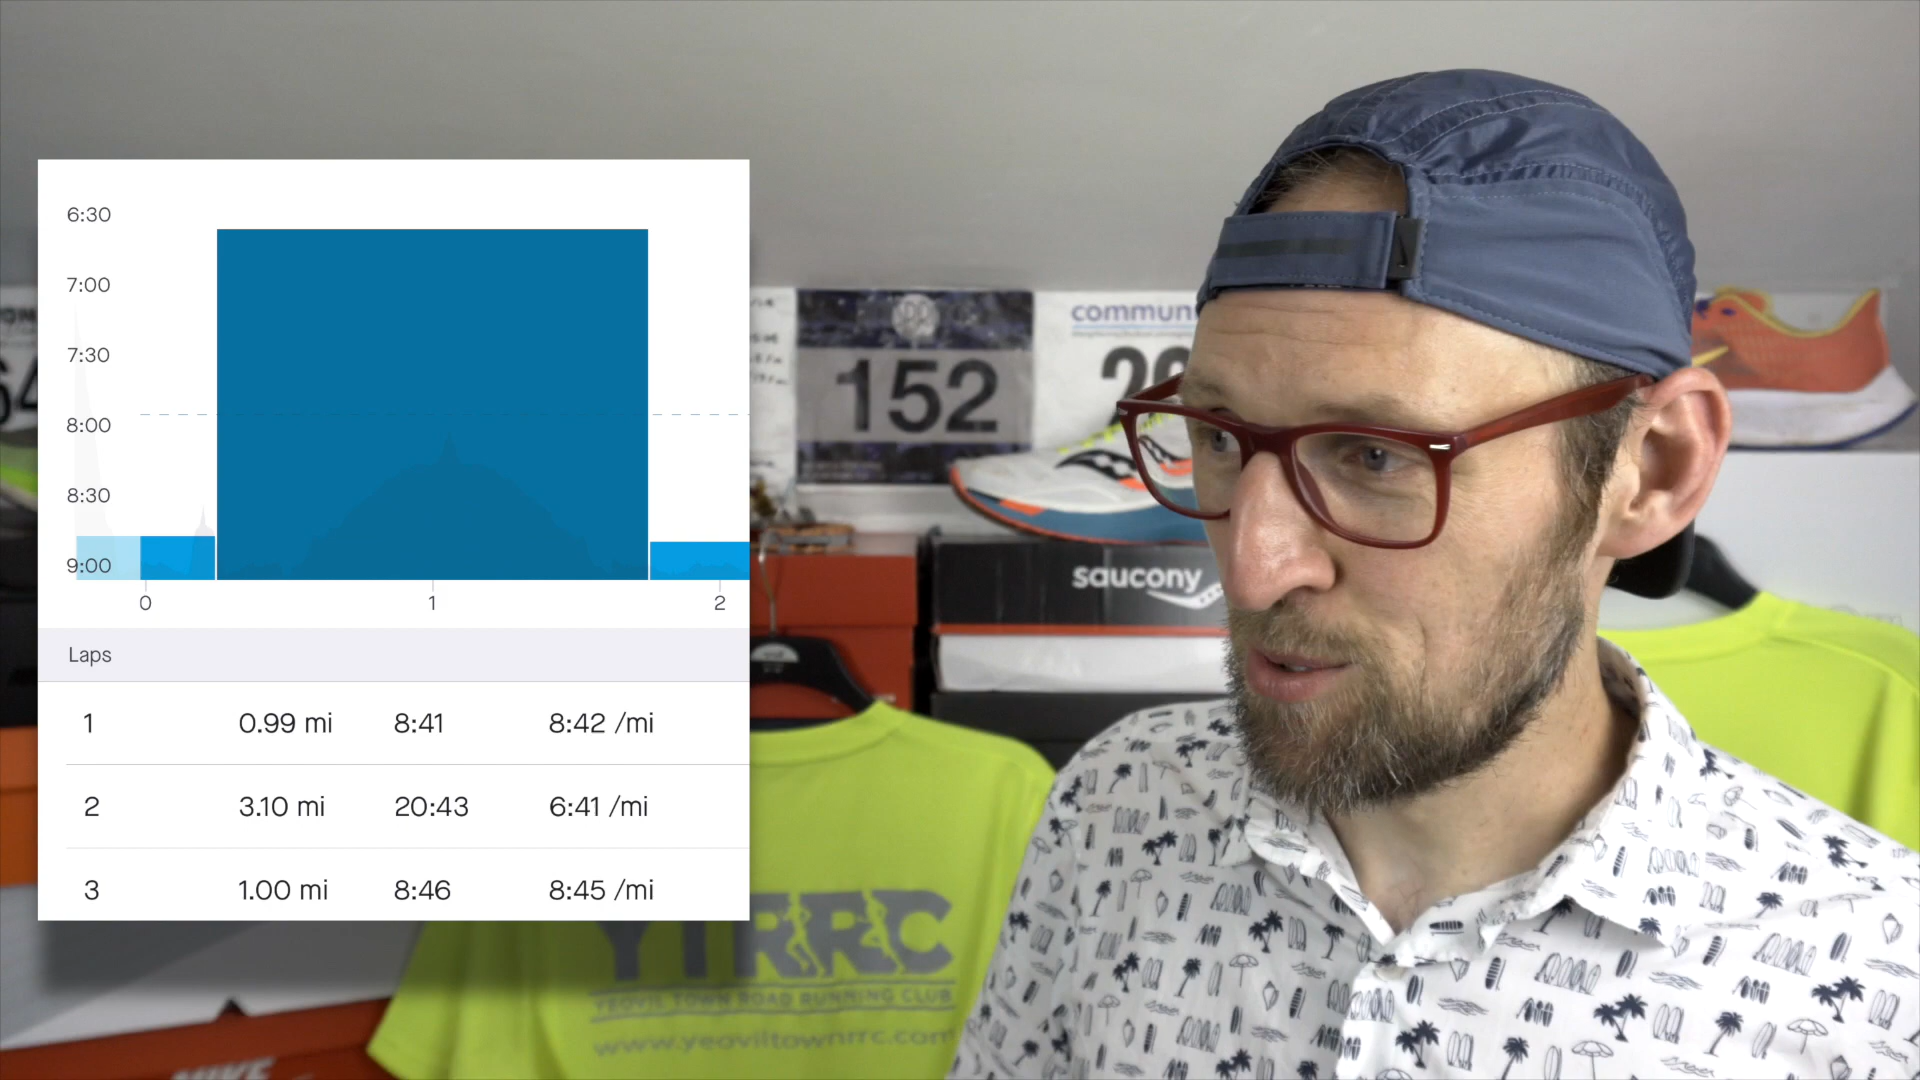 6:30
7:00
7:30
8:00
8:30
9:00
0 1 2
Laps
1 0.99 mi 8:41 8:42 /mi
2 3.10 mi 20:43 6:41 /mi
3 1.00 mi 8:46 8:45 /mi
152
commun
saucony
YTRRC
YEOVIL TOWN ROAD RUNNING CLUB
www.yeoviltownrrc.com
NIKE